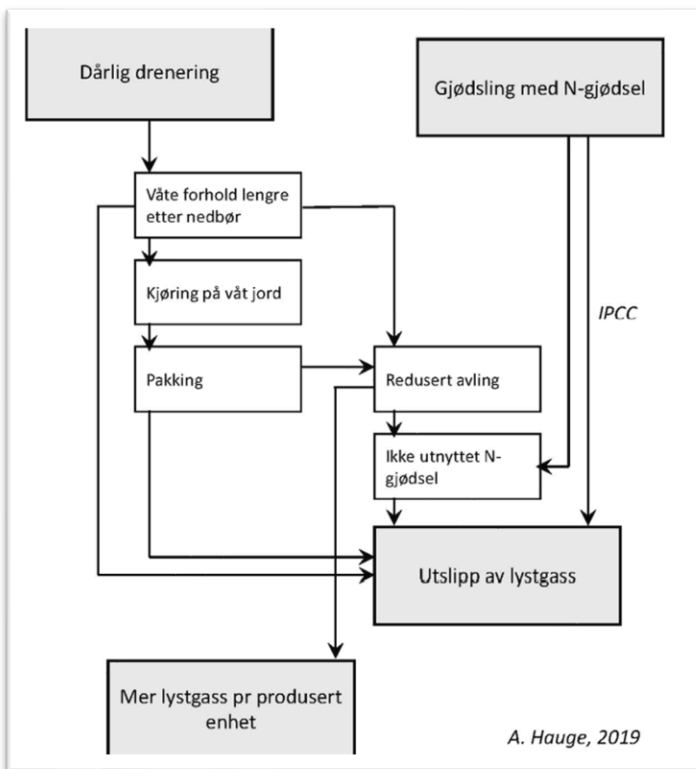 Dårlig drenering
Gjødsling med N-gjødsel
Våte forhold lengre
etter nedbør
Kjøring på våt jord
IPCC
Pakking
Redusert avling
Ikke utnyttet N-
gjødsel
Utslipp av lystgass
Mer lystgass pr produsert
enhet
A. Hauge, 2019